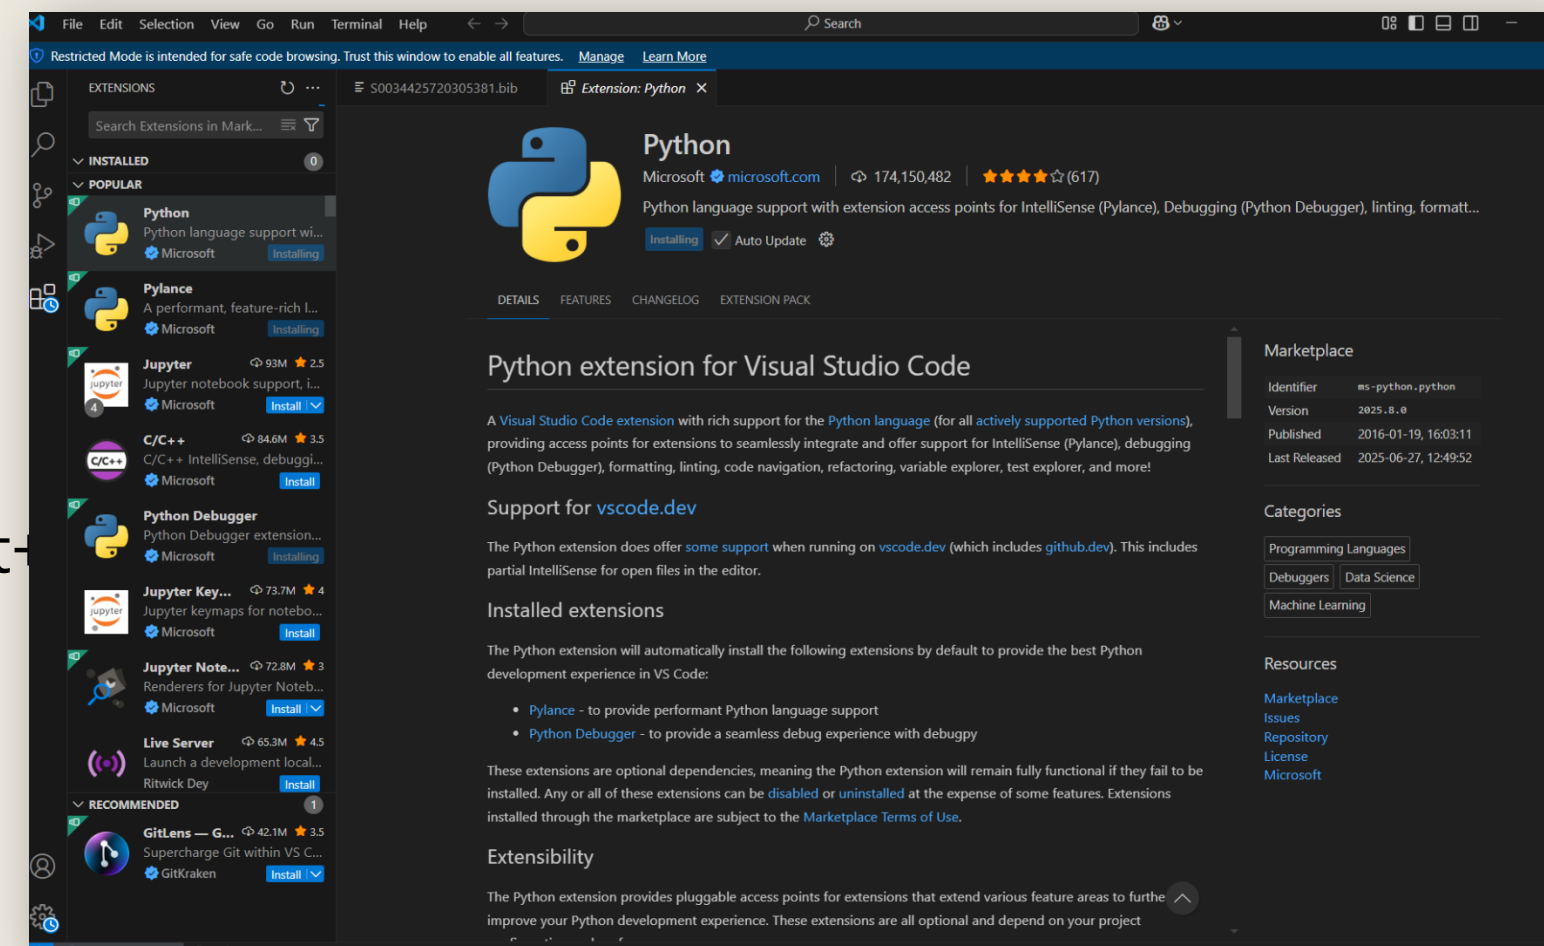 File Edit Selection View Go Run Terminal Help Search
Restricted Mode is intended for safe code browsing. Trust this window to enable all features. Manage Learn More
EXTENSIONS
Search Extensions in Mark...
INSTALLED 0
POPULAR
Python
Python language support wi...
Microsoft Installing
Pylance
A performant, feature-rich l...
Microsoft Installing
Jupyter 93M 2.5
Jupyter notebook support, i...
jupyter
4
Microsoft Install
C/C++ 84.6M 3.5
C/C++ IntelliSense, debuggi...
C/C++
Microsoft Install
Python Debugger
Python Debugger extension...
Microsoft Installing
Jupyter Key... 73.7M 4
Jupyter keymaps for notebo...
jupyter
Microsoft Install
Jupyter Note... 72.8M 3
Renderers for Jupyter Noteb...
Microsoft Install
Live Server 65.3M 4.5
Launch a development local...
Ritwick Dey Install
RECOMMENDED 1
GitLens — G... 42.1M 3.5
Supercharge Git within VS C...
GitKraken Install
S0034425720305381.bib Extension: Python
Python
Microsoft microsoft.com 174,150,482 (617)
Python language support with extension access points for IntelliSense (Pylance), Debugging (Python Debugger), linting, formatt...
Installing Auto Update
DETAILS FEATURES CHANGELOG EXTENSION PACK
Python extension for Visual Studio Code
A Visual Studio Code extension with rich support for the Python language (for all actively supported Python versions),
providing access points for extensions to seamlessly integrate and offer support for IntelliSense (Pylance), debugging
(Python Debugger), formatting, linting, code navigation, refactoring, variable explorer, test explorer, and more!
Support for vscode.dev
The Python extension does offer some support when running on vscode.dev (which includes github.dev). This includes
partial IntelliSense for open files in the editor.
Installed extensions
The Python extension will automatically install the following extensions by default to provide the best Python
development experience in VS Code:
• Pylance - to provide performant Python language support
• Python Debugger - to provide a seamless debug experience with debugpy
These extensions are optional dependencies, meaning the Python extension will remain fully functional if they fail to be
installed. Any or all of these extensions can be disabled or uninstalled at the expense of some features. Extensions
installed through the marketplace are subject to the Marketplace Terms of Use.
Extensibility
The Python extension provides pluggable access points for extensions that extend various feature areas to furthe
improve your Python development experience. These extensions are all optional and depend on your project
Marketplace
Identifier ms-python.python
Version 2025.8.0
Published 2016-01-19, 16:03:11
Last Released 2025-06-27, 12:49:52
Categories
Programming Languages
Debuggers Data Science
Machine Learning
Resources
Marketplace
Issues
Repository
License
Microsoft